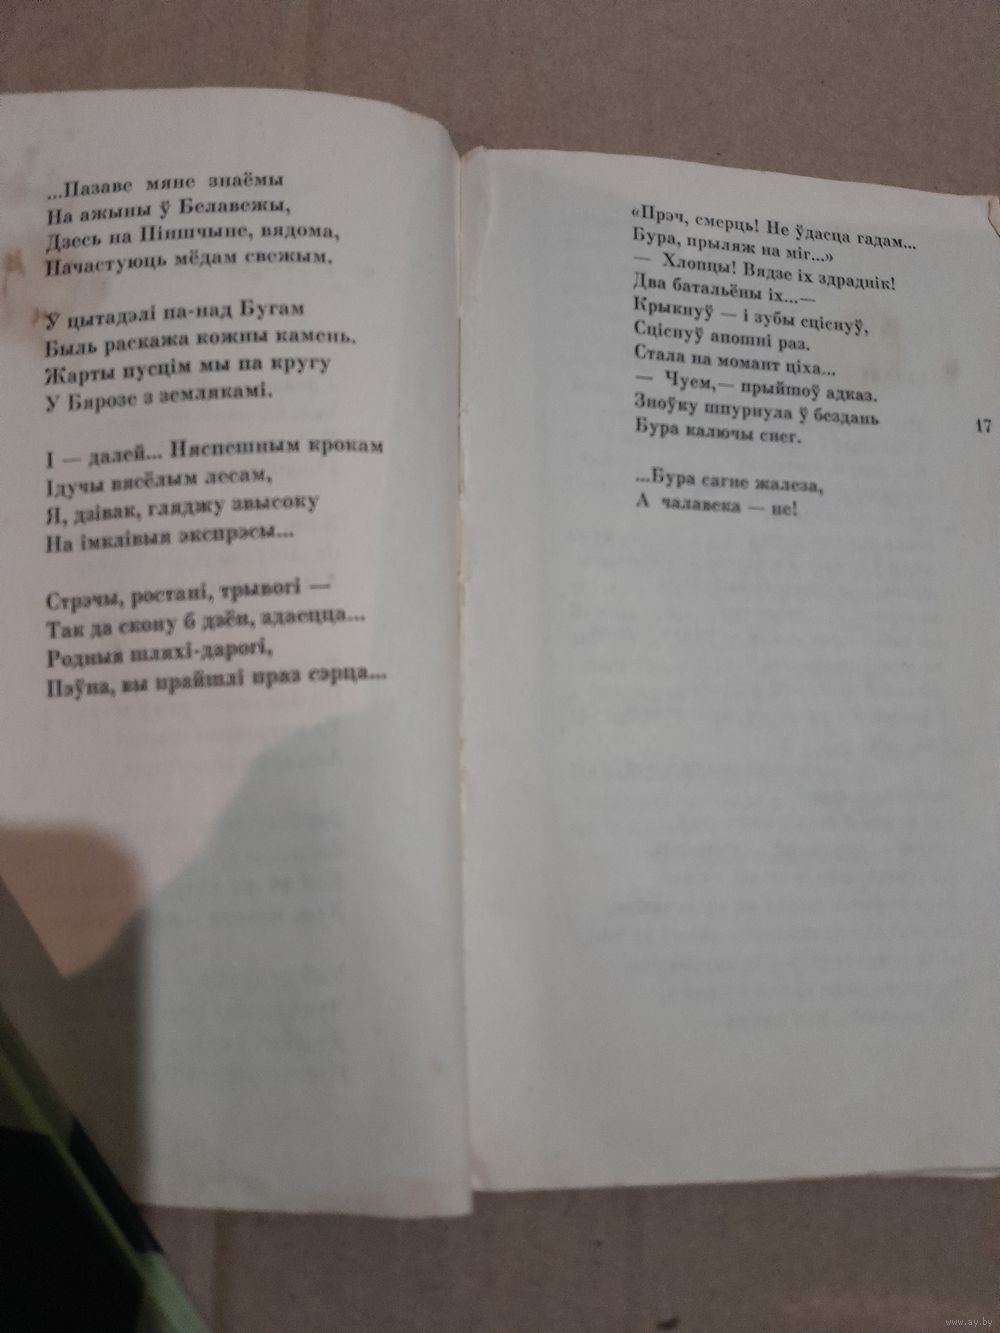 ...Пазаве мяне знаёмы
На ажыны ў Белавежы,
Дзесь на Піншчыне, вядома,
Пачастуюць мёдам свежым.

У цытадэлі па-над Бугам
Быль раскажа кожны камень.
Жарты пусцім мы па кругу
У Бярозе з землякамі.

І — далей... Няспешным крокам
Ідучы вясёлым лесам,
Я, дзівак, гляджу звысоку
На імклівыя экспрэсы...

Стрэчы, ростані, трывогі —
Так да скону б дзён, здаецца...
Родныя шляхі-дарогі,
Пэўна, вы прайшлі праз сэрца...

«Прэч, смерць! Не ўдасца гадам...
Бура, прыляж на міг...»
— Хлопцы! Вядзе іх здраднік!
Два батальёны іх...—
Крыкнуў — і зубы сціснуў,
Сціснуў апошні раз.
Стала на момант ціха...
— Чуем,— прыйшоў адказ.
Зноўку шпурнула ў бездань
Бура калючы снег.

...Бура сагне жалеза,
А чалавека — не!
17
www.ay.by